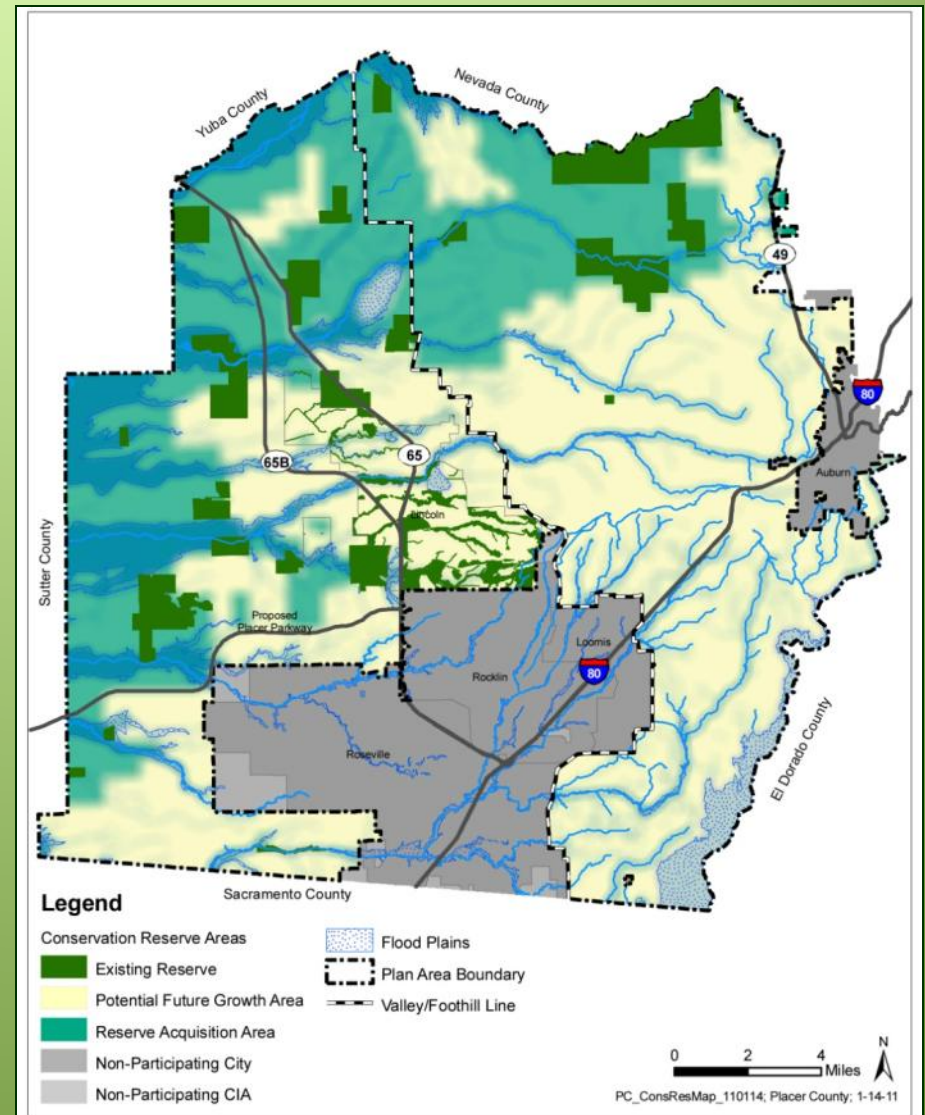 Yuba County
Nevada County
49
80
Auburn
65B
65
Lincoln
Sutter County
Proposed
Placer Parkway
Loomis
80
Rocklin
Roseville
El Dorado County
Sacramento County
Legend
Conservation Reserve Areas
Existing Reserve
Potential Future Growth Area
Reserve Acquisition Area
Non-Participating City
Non-Participating CIA
Flood Plains
Plan Area Boundary
Valley/Foothill Line
N
0 2 4
Miles
PC_ConsResMap_110114; Placer County; 1-14-11